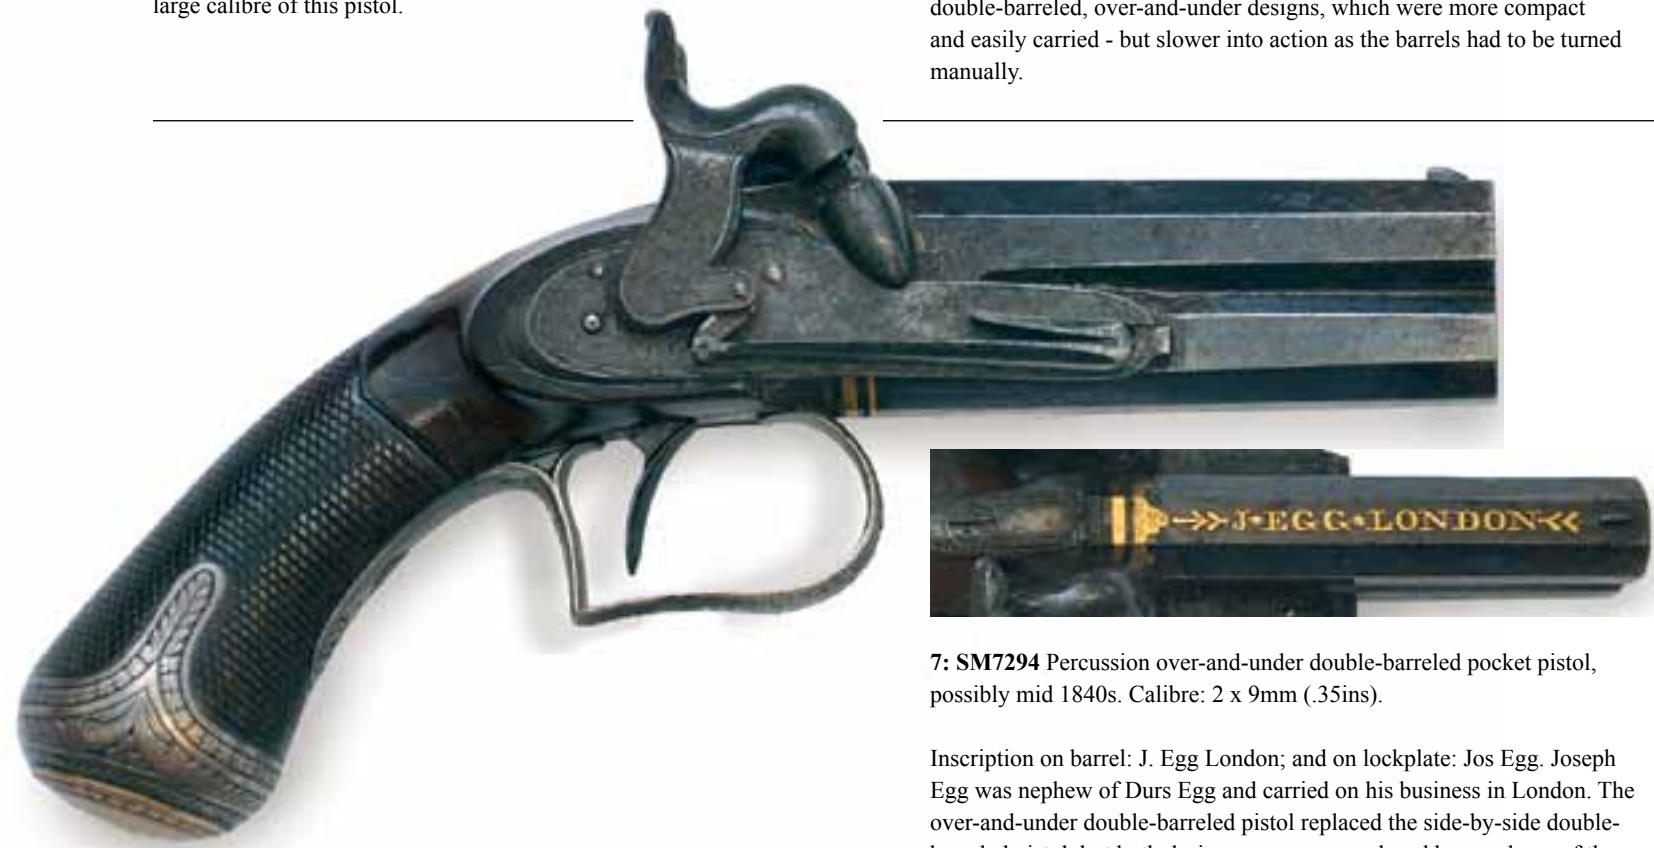 large calibre of this pistol.
double-barreled, over-and-under designs, which were more compact
and easily carried - but slower into action as the barrels had to be turned
manually.
J•EGG•LONDON
7: SM7294 Percussion over-and-under double-barreled pocket pistol,
possibly mid 1840s. Calibre: 2 x 9mm (.35ins).
Inscription on barrel: J. Egg London; and on lockplate: Jos Egg. Joseph
Egg was nephew of Durs Egg and carried on his business in London. The
over-and-under double-barreled pistol replaced the side-by-side double-